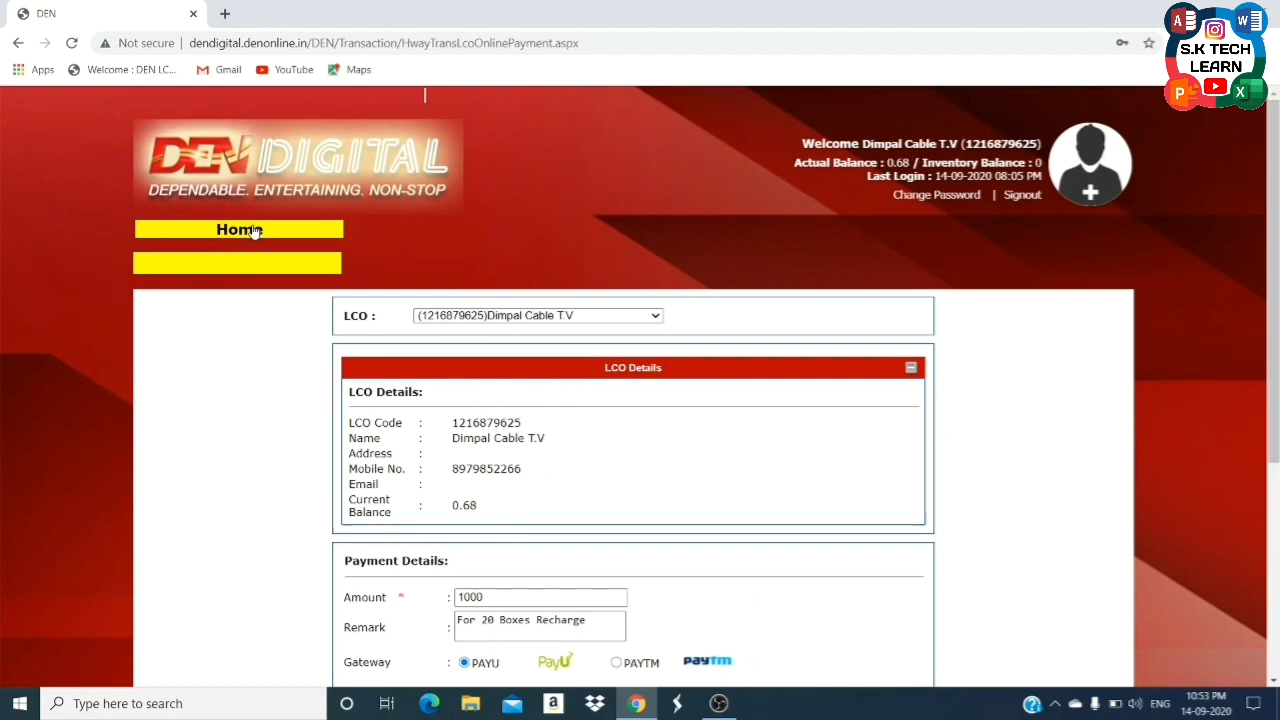 DEN
Not secure | dendigital.denonline.in/DEN/Transaction/HwayTransLcoOnlinePayment.aspx
Apps Welcome : DEN LC... Gmail YouTube Maps
A W
S.K TECH
LEARN
P X
DEN DIGITAL
DEPENDABLE. ENTERTAINING. NON-STOP
Welcome Dimpal Cable T.V (1216879625)
Actual Balance : 0.68 / Inventory Balance : 0
Last Login : 14-09-2020 08:05 PM
Change Password | Signout
Home
LCO : (1216879625)Dimpal Cable T.V
LCO Details
LCO Details:
LCO Code : 1216879625
Name : Dimpal Cable T.V
Address :
Mobile No. : 8979852266
Email :
Current Balance : 0.68
Payment Details:
Amount * : 1000
Remark : For 20 Boxes Recharge
Gateway : PAYU PayU PAYTM paytm
Type here to search
a
ENG
10:53 PM
14-09-2020